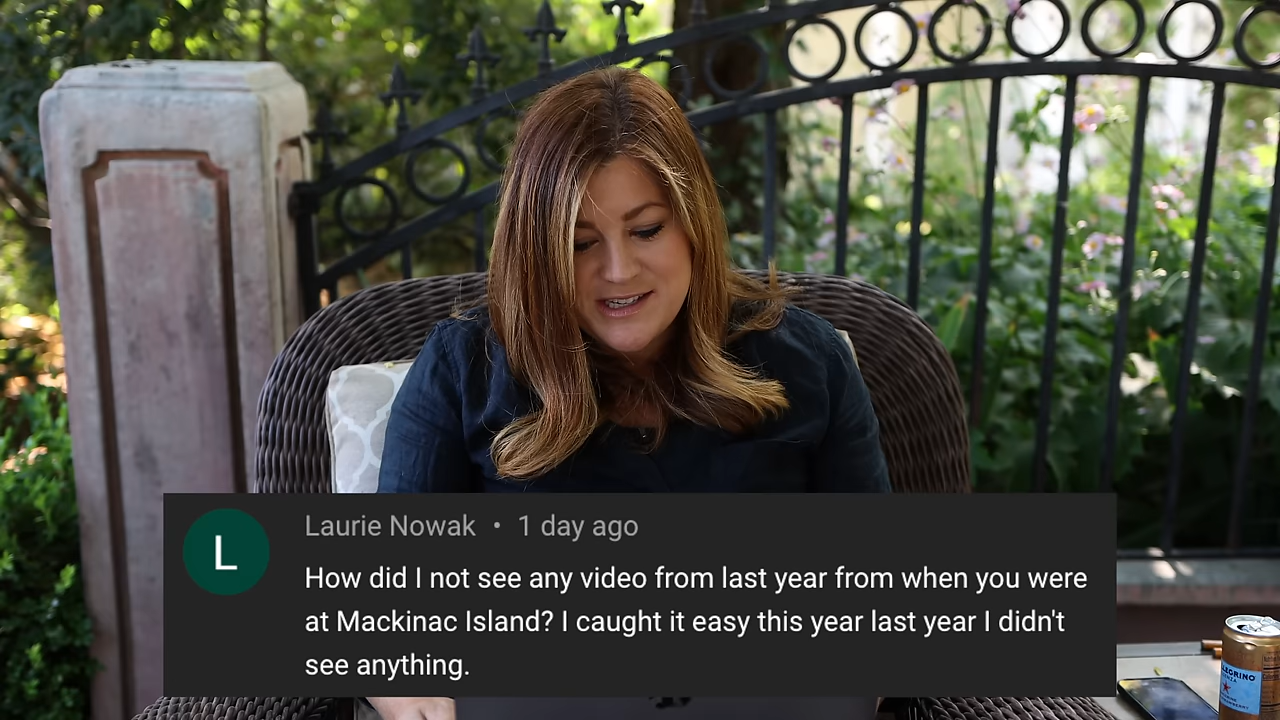 L
Laurie Nowak • 1 day ago
How did I not see any video from last year from when you were
at Mackinac Island? I caught it easy this year last year I didn't
see anything.